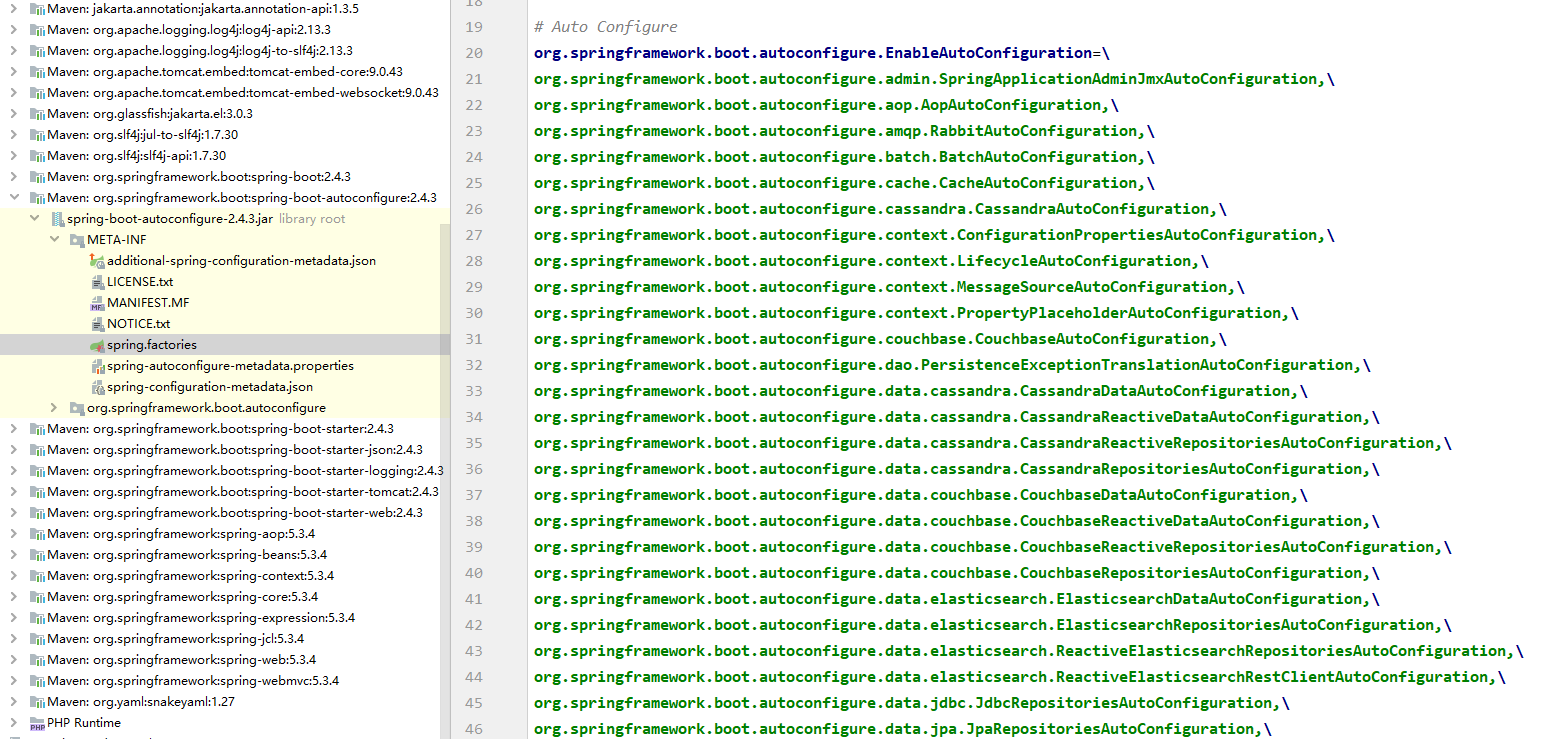 Maven: jakarta.annotation:jakarta.annotation-api:1.3.5
Maven: org.apache.logging.log4j:log4j-api:2.13.3
Maven: org.apache.logging.log4j:log4j-to-slf4j:2.13.3
Maven: org.apache.tomcat.embed:tomcat-embed-core:9.0.43
Maven: org.apache.tomcat.embed:tomcat-embed-websocket:9.0.43
Maven: org.glassfish:jakarta.el:3.0.3
Maven: org.slf4j:jul-to-slf4j:1.7.30
Maven: org.slf4j:slf4j-api:1.7.30
Maven: org.springframework.boot:spring-boot:2.4.3
Maven: org.springframework.boot:spring-boot-autoconfigure:2.4.3
spring-boot-autoconfigure-2.4.3.jar library root
META-INF
additional-spring-configuration-metadata.json
LICENSE.txt
MANIFEST.MF
NOTICE.txt
spring.factories
spring-autoconfigure-metadata.properties
spring-configuration-metadata.json
org.springframework.boot.autoconfigure
Maven: org.springframework.boot:spring-boot-starter:2.4.3
Maven: org.springframework.boot:spring-boot-starter-json:2.4.3
Maven: org.springframework.boot:spring-boot-starter-logging:2.4.3
Maven: org.springframework.boot:spring-boot-starter-tomcat:2.4.3
Maven: org.springframework.boot:spring-boot-starter-web:2.4.3
Maven: org.springframework:spring-aop:5.3.4
Maven: org.springframework:spring-beans:5.3.4
Maven: org.springframework:spring-context:5.3.4
Maven: org.springframework:spring-core:5.3.4
Maven: org.springframework:spring-expression:5.3.4
Maven: org.springframework:spring-jcl:5.3.4
Maven: org.springframework:spring-web:5.3.4
Maven: org.springframework:spring-webmvc:5.3.4
Maven: org.yaml:snakeyaml:1.27
PHP Runtime
18
19 # Auto Configure
20 org.springframework.boot.autoconfigure.EnableAutoConfiguration=\
21 org.springframework.boot.autoconfigure.admin.SpringApplicationAdminJmxAutoConfiguration,\
22 org.springframework.boot.autoconfigure.aop.AopAutoConfiguration,\
23 org.springframework.boot.autoconfigure.amqp.RabbitAutoConfiguration,\
24 org.springframework.boot.autoconfigure.batch.BatchAutoConfiguration,\
25 org.springframework.boot.autoconfigure.cache.CacheAutoConfiguration,\
26 org.springframework.boot.autoconfigure.cassandra.CassandraAutoConfiguration,\
27 org.springframework.boot.autoconfigure.context.ConfigurationPropertiesAutoConfiguration,\
28 org.springframework.boot.autoconfigure.context.LifecycleAutoConfiguration,\
29 org.springframework.boot.autoconfigure.context.MessageSourceAutoConfiguration,\
30 org.springframework.boot.autoconfigure.context.PropertyPlaceholderAutoConfiguration,\
31 org.springframework.boot.autoconfigure.couchbase.CouchbaseAutoConfiguration,\
32 org.springframework.boot.autoconfigure.dao.PersistenceExceptionTranslationAutoConfiguration,\
33 org.springframework.boot.autoconfigure.data.cassandra.CassandraDataAutoConfiguration,\
34 org.springframework.boot.autoconfigure.data.cassandra.CassandraReactiveDataAutoConfiguration,\
35 org.springframework.boot.autoconfigure.data.cassandra.CassandraReactiveRepositoriesAutoConfiguration,\
36 org.springframework.boot.autoconfigure.data.cassandra.CassandraRepositoriesAutoConfiguration,\
37 org.springframework.boot.autoconfigure.data.couchbase.CouchbaseDataAutoConfiguration,\
38 org.springframework.boot.autoconfigure.data.couchbase.CouchbaseReactiveDataAutoConfiguration,\
39 org.springframework.boot.autoconfigure.data.couchbase.CouchbaseReactiveRepositoriesAutoConfiguration,\
40 org.springframework.boot.autoconfigure.data.couchbase.CouchbaseRepositoriesAutoConfiguration,\
41 org.springframework.boot.autoconfigure.data.elasticsearch.ElasticsearchDataAutoConfiguration,\
42 org.springframework.boot.autoconfigure.data.elasticsearch.ElasticsearchRepositoriesAutoConfiguration,\
43 org.springframework.boot.autoconfigure.data.elasticsearch.ReactiveElasticsearchRepositoriesAutoConfiguration,\
44 org.springframework.boot.autoconfigure.data.elasticsearch.ReactiveElasticsearchRestClientAutoConfiguration,\
45 org.springframework.boot.autoconfigure.data.jdbc.JdbcRepositoriesAutoConfiguration,\
46 org.springframework.boot.autoconfigure.data.jpa.JpaRepositoriesAutoConfiguration,\